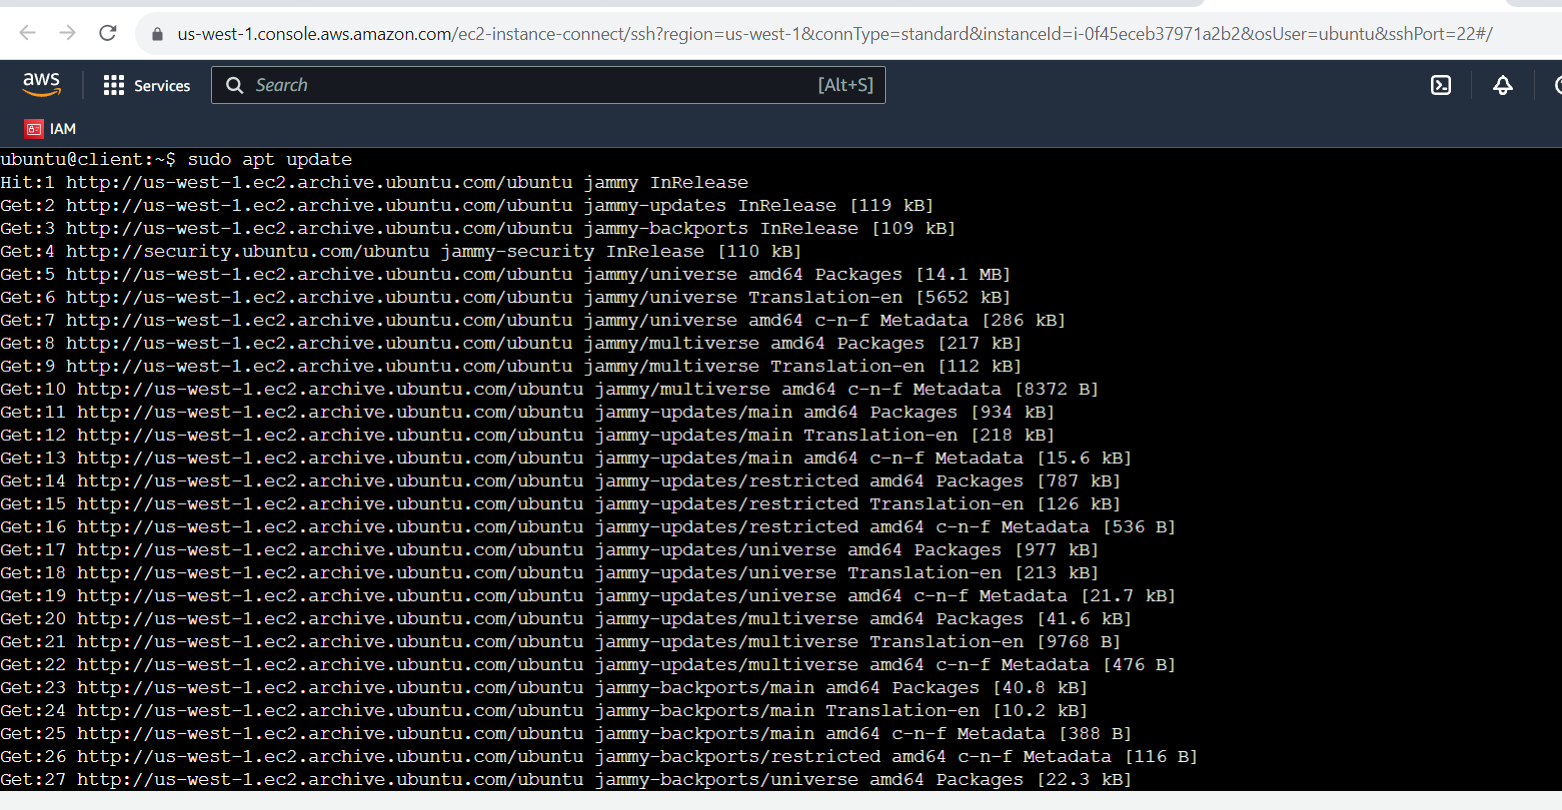 us-west-1.console.aws.amazon.com/ec2-instance-connect/ssh?region=us-west-1&connType=standard&instanceId=i-0f45eceb37971a2b2&osUser=ubuntu&sshPort=22#/
aws Services Search [Alt+S]
IAM
ubuntu@client:~$ sudo apt update
Hit:1 http://us-west-1.ec2.archive.ubuntu.com/ubuntu jammy InRelease
Get:2 http://us-west-1.ec2.archive.ubuntu.com/ubuntu jammy-updates InRelease [119 kB]
Get:3 http://us-west-1.ec2.archive.ubuntu.com/ubuntu jammy-backports InRelease [109 kB]
Get:4 http://security.ubuntu.com/ubuntu jammy-security InRelease [110 kB]
Get:5 http://us-west-1.ec2.archive.ubuntu.com/ubuntu jammy/universe amd64 Packages [14.1 MB]
Get:6 http://us-west-1.ec2.archive.ubuntu.com/ubuntu jammy/universe Translation-en [5652 kB]
Get:7 http://us-west-1.ec2.archive.ubuntu.com/ubuntu jammy/universe amd64 c-n-f Metadata [286 kB]
Get:8 http://us-west-1.ec2.archive.ubuntu.com/ubuntu jammy/multiverse amd64 Packages [217 kB]
Get:9 http://us-west-1.ec2.archive.ubuntu.com/ubuntu jammy/multiverse Translation-en [112 kB]
Get:10 http://us-west-1.ec2.archive.ubuntu.com/ubuntu jammy/multiverse amd64 c-n-f Metadata [8372 B]
Get:11 http://us-west-1.ec2.archive.ubuntu.com/ubuntu jammy-updates/main amd64 Packages [934 kB]
Get:12 http://us-west-1.ec2.archive.ubuntu.com/ubuntu jammy-updates/main Translation-en [218 kB]
Get:13 http://us-west-1.ec2.archive.ubuntu.com/ubuntu jammy-updates/main amd64 c-n-f Metadata [15.6 kB]
Get:14 http://us-west-1.ec2.archive.ubuntu.com/ubuntu jammy-updates/restricted amd64 Packages [787 kB]
Get:15 http://us-west-1.ec2.archive.ubuntu.com/ubuntu jammy-updates/restricted Translation-en [126 kB]
Get:16 http://us-west-1.ec2.archive.ubuntu.com/ubuntu jammy-updates/restricted amd64 c-n-f Metadata [536 B]
Get:17 http://us-west-1.ec2.archive.ubuntu.com/ubuntu jammy-updates/universe amd64 Packages [977 kB]
Get:18 http://us-west-1.ec2.archive.ubuntu.com/ubuntu jammy-updates/universe Translation-en [213 kB]
Get:19 http://us-west-1.ec2.archive.ubuntu.com/ubuntu jammy-updates/universe amd64 c-n-f Metadata [21.7 kB]
Get:20 http://us-west-1.ec2.archive.ubuntu.com/ubuntu jammy-updates/multiverse amd64 Packages [41.6 kB]
Get:21 http://us-west-1.ec2.archive.ubuntu.com/ubuntu jammy-updates/multiverse Translation-en [9768 B]
Get:22 http://us-west-1.ec2.archive.ubuntu.com/ubuntu jammy-updates/multiverse amd64 c-n-f Metadata [476 B]
Get:23 http://us-west-1.ec2.archive.ubuntu.com/ubuntu jammy-backports/main amd64 Packages [40.8 kB]
Get:24 http://us-west-1.ec2.archive.ubuntu.com/ubuntu jammy-backports/main Translation-en [10.2 kB]
Get:25 http://us-west-1.ec2.archive.ubuntu.com/ubuntu jammy-backports/main amd64 c-n-f Metadata [388 B]
Get:26 http://us-west-1.ec2.archive.ubuntu.com/ubuntu jammy-backports/restricted amd64 c-n-f Metadata [116 B]
Get:27 http://us-west-1.ec2.archive.ubuntu.com/ubuntu jammy-backports/universe amd64 Packages [22.3 kB]